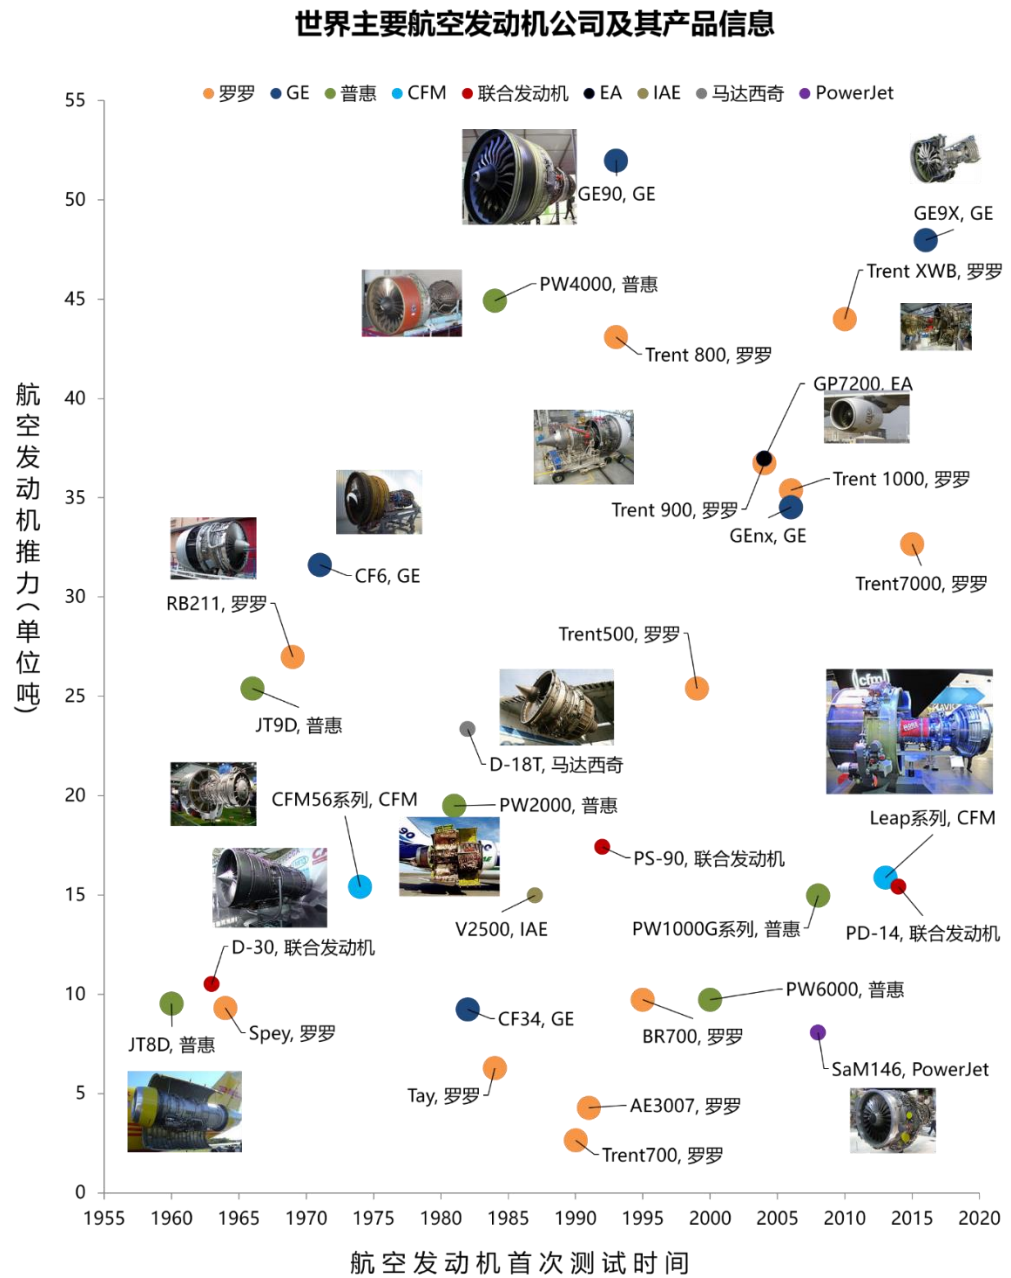 世界主要航空发动机公司及其产品信息
罗罗 GE 普惠 CFM 联合发动机 EA IAE 马达西奇 PowerJet
航空发动机推力(单位吨)
55
50
45
40
35
30
25
20
15
10
5
0
GE90, GE
GE9X, GE
Trent XWB, 罗罗
PW4000, 普惠
Trent 800, 罗罗
GP7200, EA
Trent 1000, 罗罗
Trent 900, 罗罗
GEnx, GE
CF6, GE
Trent7000, 罗罗
RB211, 罗罗
Trent500, 罗罗
JT9D, 普惠
cfm
D-18T, 马达西奇
CFM56系列, CFM
PW2000, 普惠
Leap系列, CFM
90
PS-90, 联合发动机
V2500, IAE
PW1000G系列, 普惠
PD-14, 联合发动机
D-30, 联合发动机
PW6000, 普惠
CF34, GE
Spey, 罗罗
BR700, 罗罗
JT8D, 普惠
SaM146, PowerJet
Tay, 罗罗
AE3007, 罗罗
Trent700, 罗罗
1955 1960 1965 1970 1975 1980 1985 1990 1995 2000 2005 2010 2015 2020
航空发动机首次测试时间